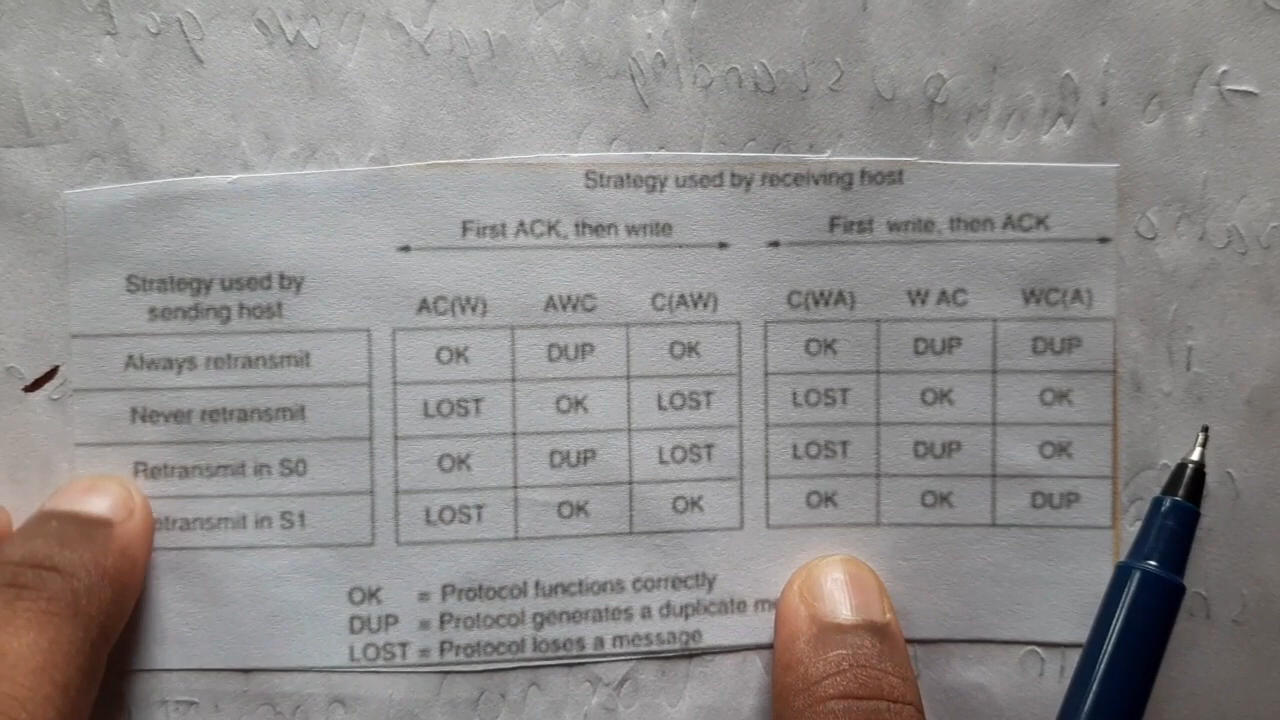 Strategy used by receiving host
First ACK, then write First write, then ACK
Strategy used by
sending host
AC(W) AWC C(AW) C(WA) W AC WC(A)
Always retransmit OK DUP OK OK DUP DUP
Never retransmit LOST OK LOST LOST OK OK
Retransmit in S0 OK DUP LOST LOST DUP OK
etransmit in S1 LOST OK OK OK OK DUP
OK = Protocol functions correctly
DUP = Protocol generates a duplicate m
LOST = Protocol loses a message